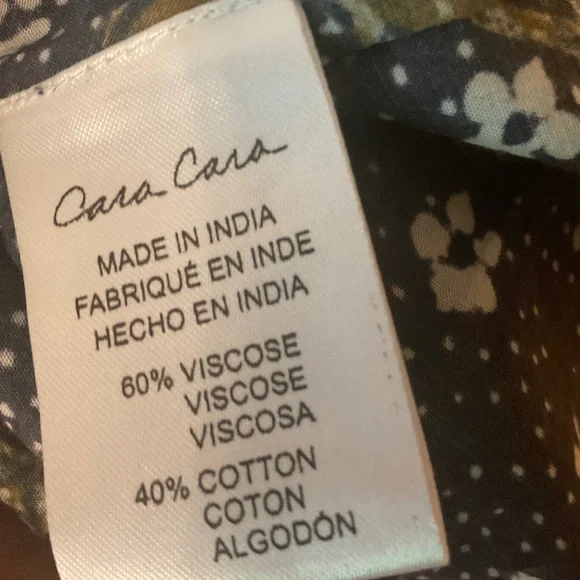 Cara Cara
MADE IN INDIA
FABRIQUÉ EN INDE
HECHO EN INDIA
60% VISCOSE
VISCOSE
VISCOSA
40% COTTON
COTON
ALGODÓN